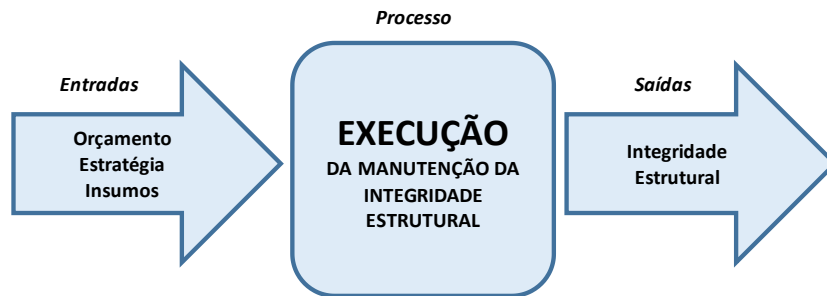 Processo
Entradas
Orçamento
Estratégia
Insumos
EXECUÇÃO
DA MANUTENÇÃO DA
INTEGRIDADE
ESTRUTURAL
Saídas
Integridade
Estrutural